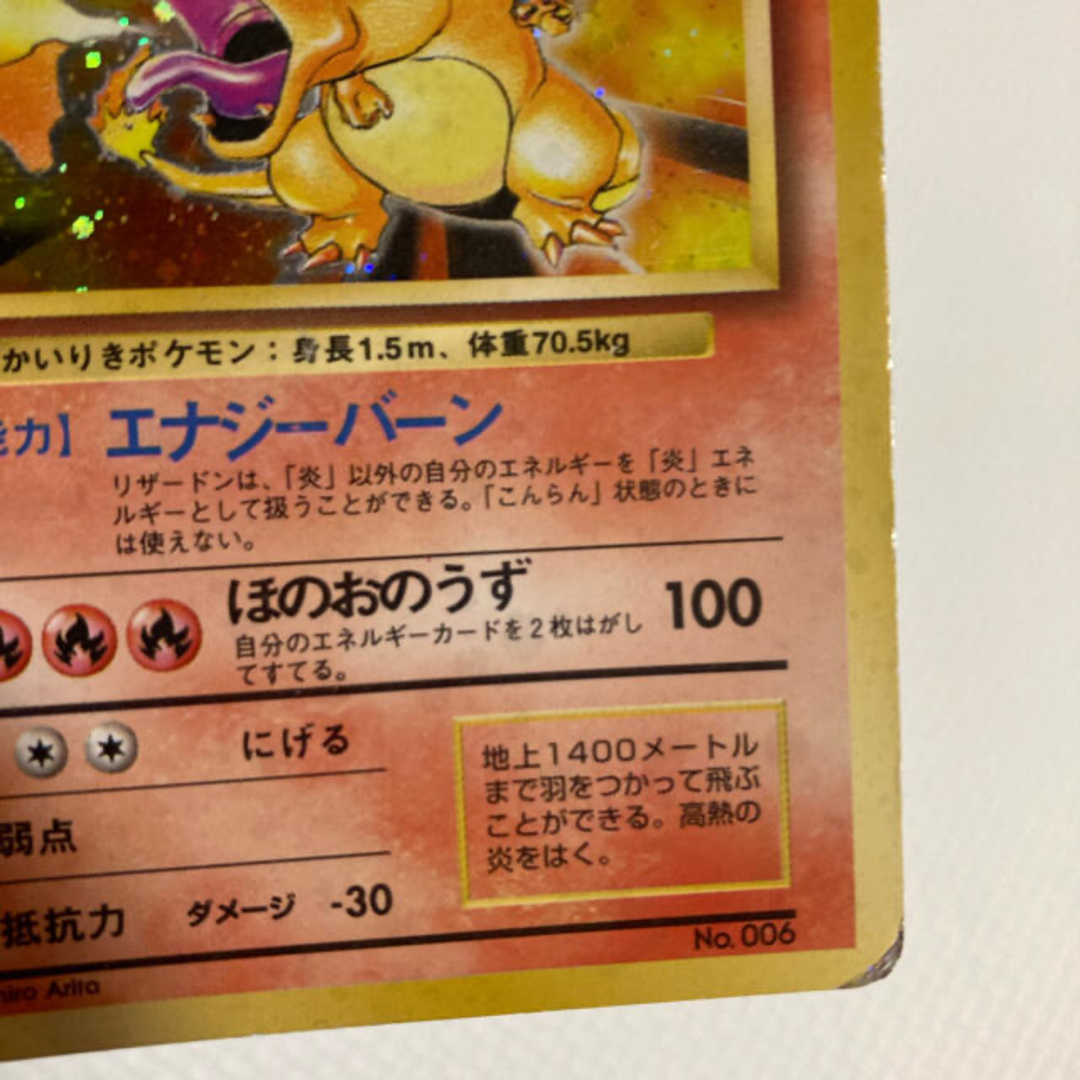 かいりきポケモン：身長1.5m、体重70.5kg
能力】 エナジーバーン
リザードンは、「炎」以外の自分のエネルギーを「炎」エネ
ルギーとして扱うことができる。「こんらん」状態のときに
は使えない。
ほのおのうず 100
自分のエネルギーカードを2枚はがし
てすてる。
にげる
地上1400メートル
まで羽をつかって飛ぶ
ことができる。高熱の
炎をはく。
弱点
抵抗力 ダメージ -30
No. 006
hiro Arita